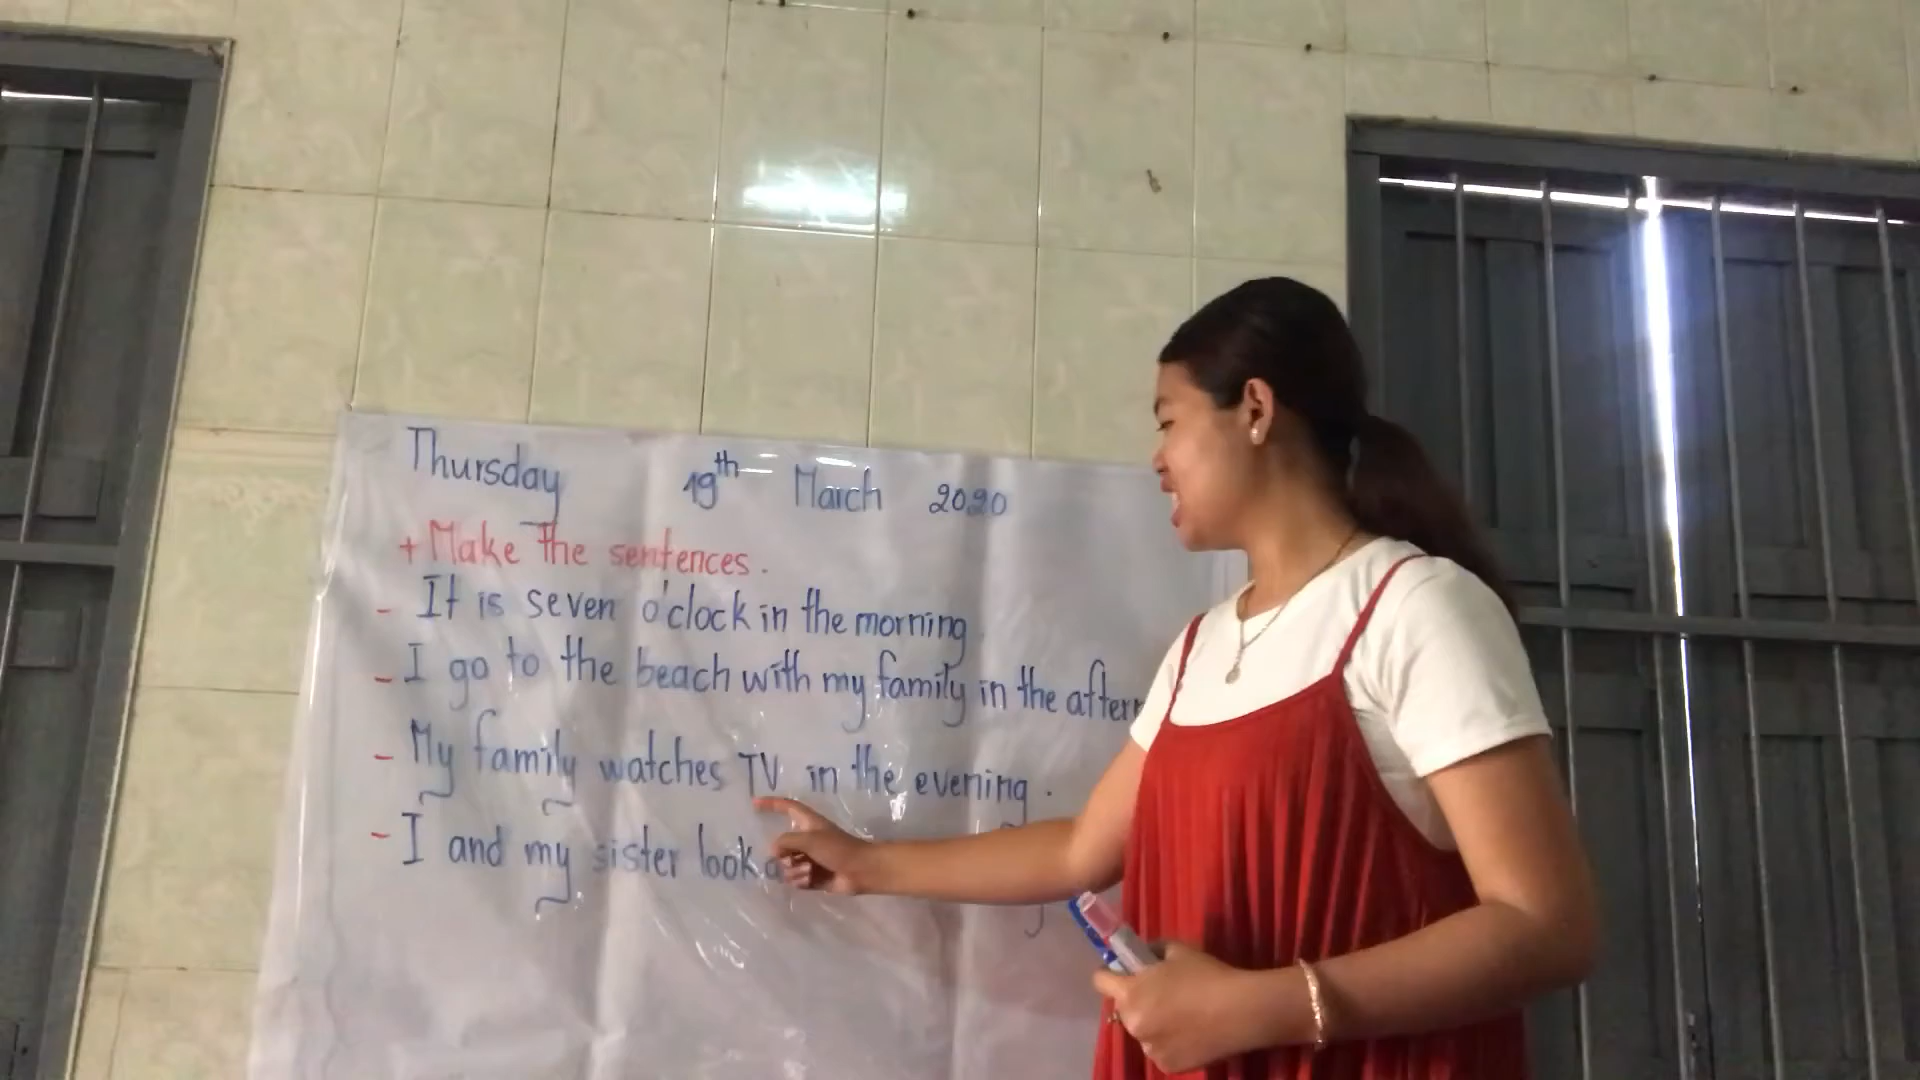 Thursday 19th March 2020
+ Make the sentences.
- It is seven o'clock in the morning.
- I go to the beach with my family in the
- My family watches TV in the evening.
- I and my sister look